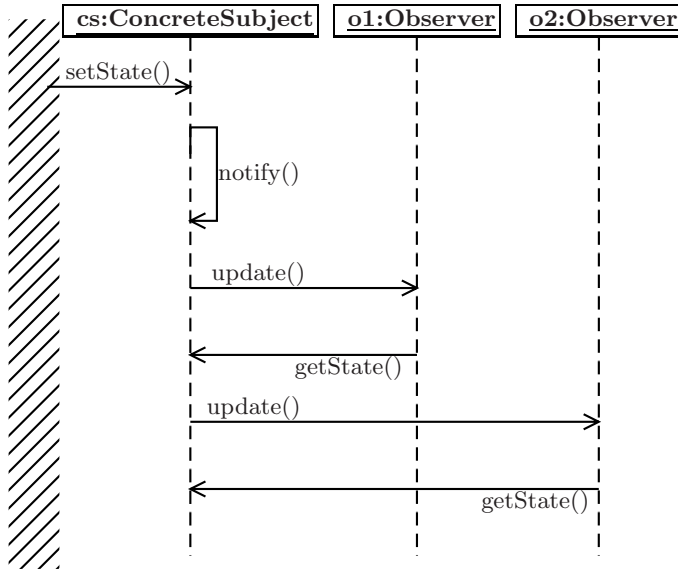 cs:ConcreteSubject o1:Observer o2:Observer
setState()
notify()
update()
getState()
update()
getState()